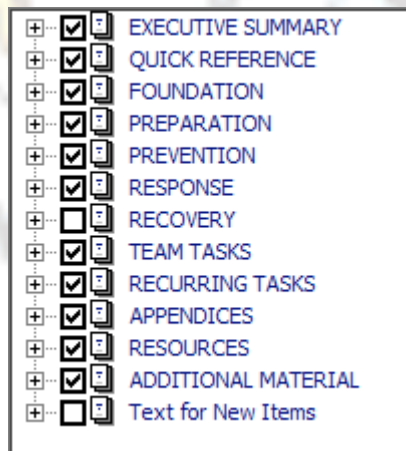 EXECUTIVE SUMMARY
QUICK REFERENCE
FOUNDATION
PREPARATION
PREVENTION
RESPONSE
RECOVERY
TEAM TASKS
RECURRING TASKS
APPENDICES
RESOURCES
ADDITIONAL MATERIAL
Text for New Items